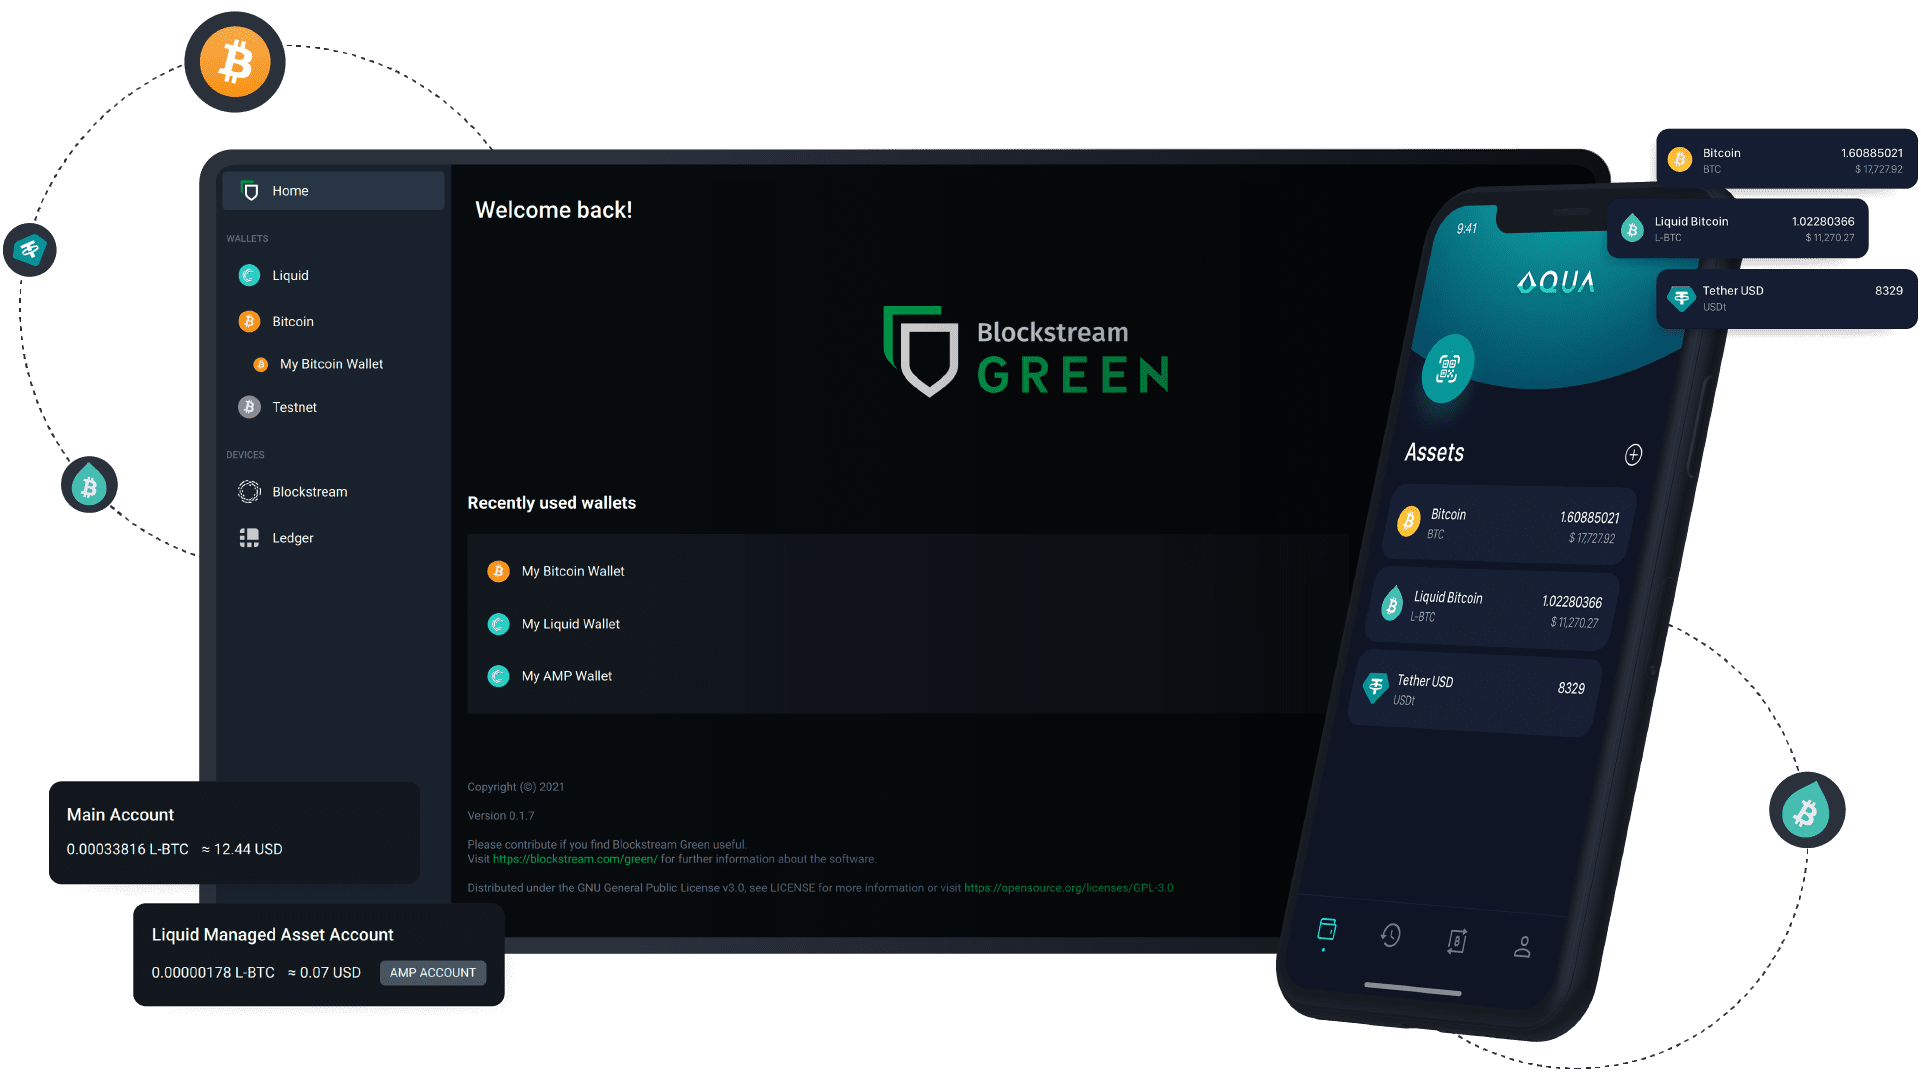 Home
WALLETS
Liquid
Bitcoin
My Bitcoin Wallet
Testnet
DEVICES
Blockstream
Ledger
Welcome back!
Blockstream
GREEN
Recently used wallets
My Bitcoin Wallet
My Liquid Wallet
My AMP Wallet
Copyright (©) 2021
Version 0.1.7
Please contribute if you find Blockstream Green useful.
Visit https://blockstream.com/green/ for further information about the software.
Distributed under the GNU General Public License v3.0, see LICENSE for more information or visit https://opensource.org/licenses/GPL-3.0
Main Account
0.00033816 L-BTC ≈ 12.44 USD
Liquid Managed Asset Account
0.00000178 L-BTC ≈ 0.07 USD AMP ACCOUNT
9:41
AQUA
Assets
Bitcoin 1.60885021
BTC $ 17,727.92
Liquid Bitcoin 1.02280366
L-BTC $ 11,270.27
Tether USD 8329
USDt
Bitcoin 1.60885021
BTC $ 17,727.92
Liquid Bitcoin 1.02280366
L-BTC $ 11,270.27
Tether USD 8329
USDt